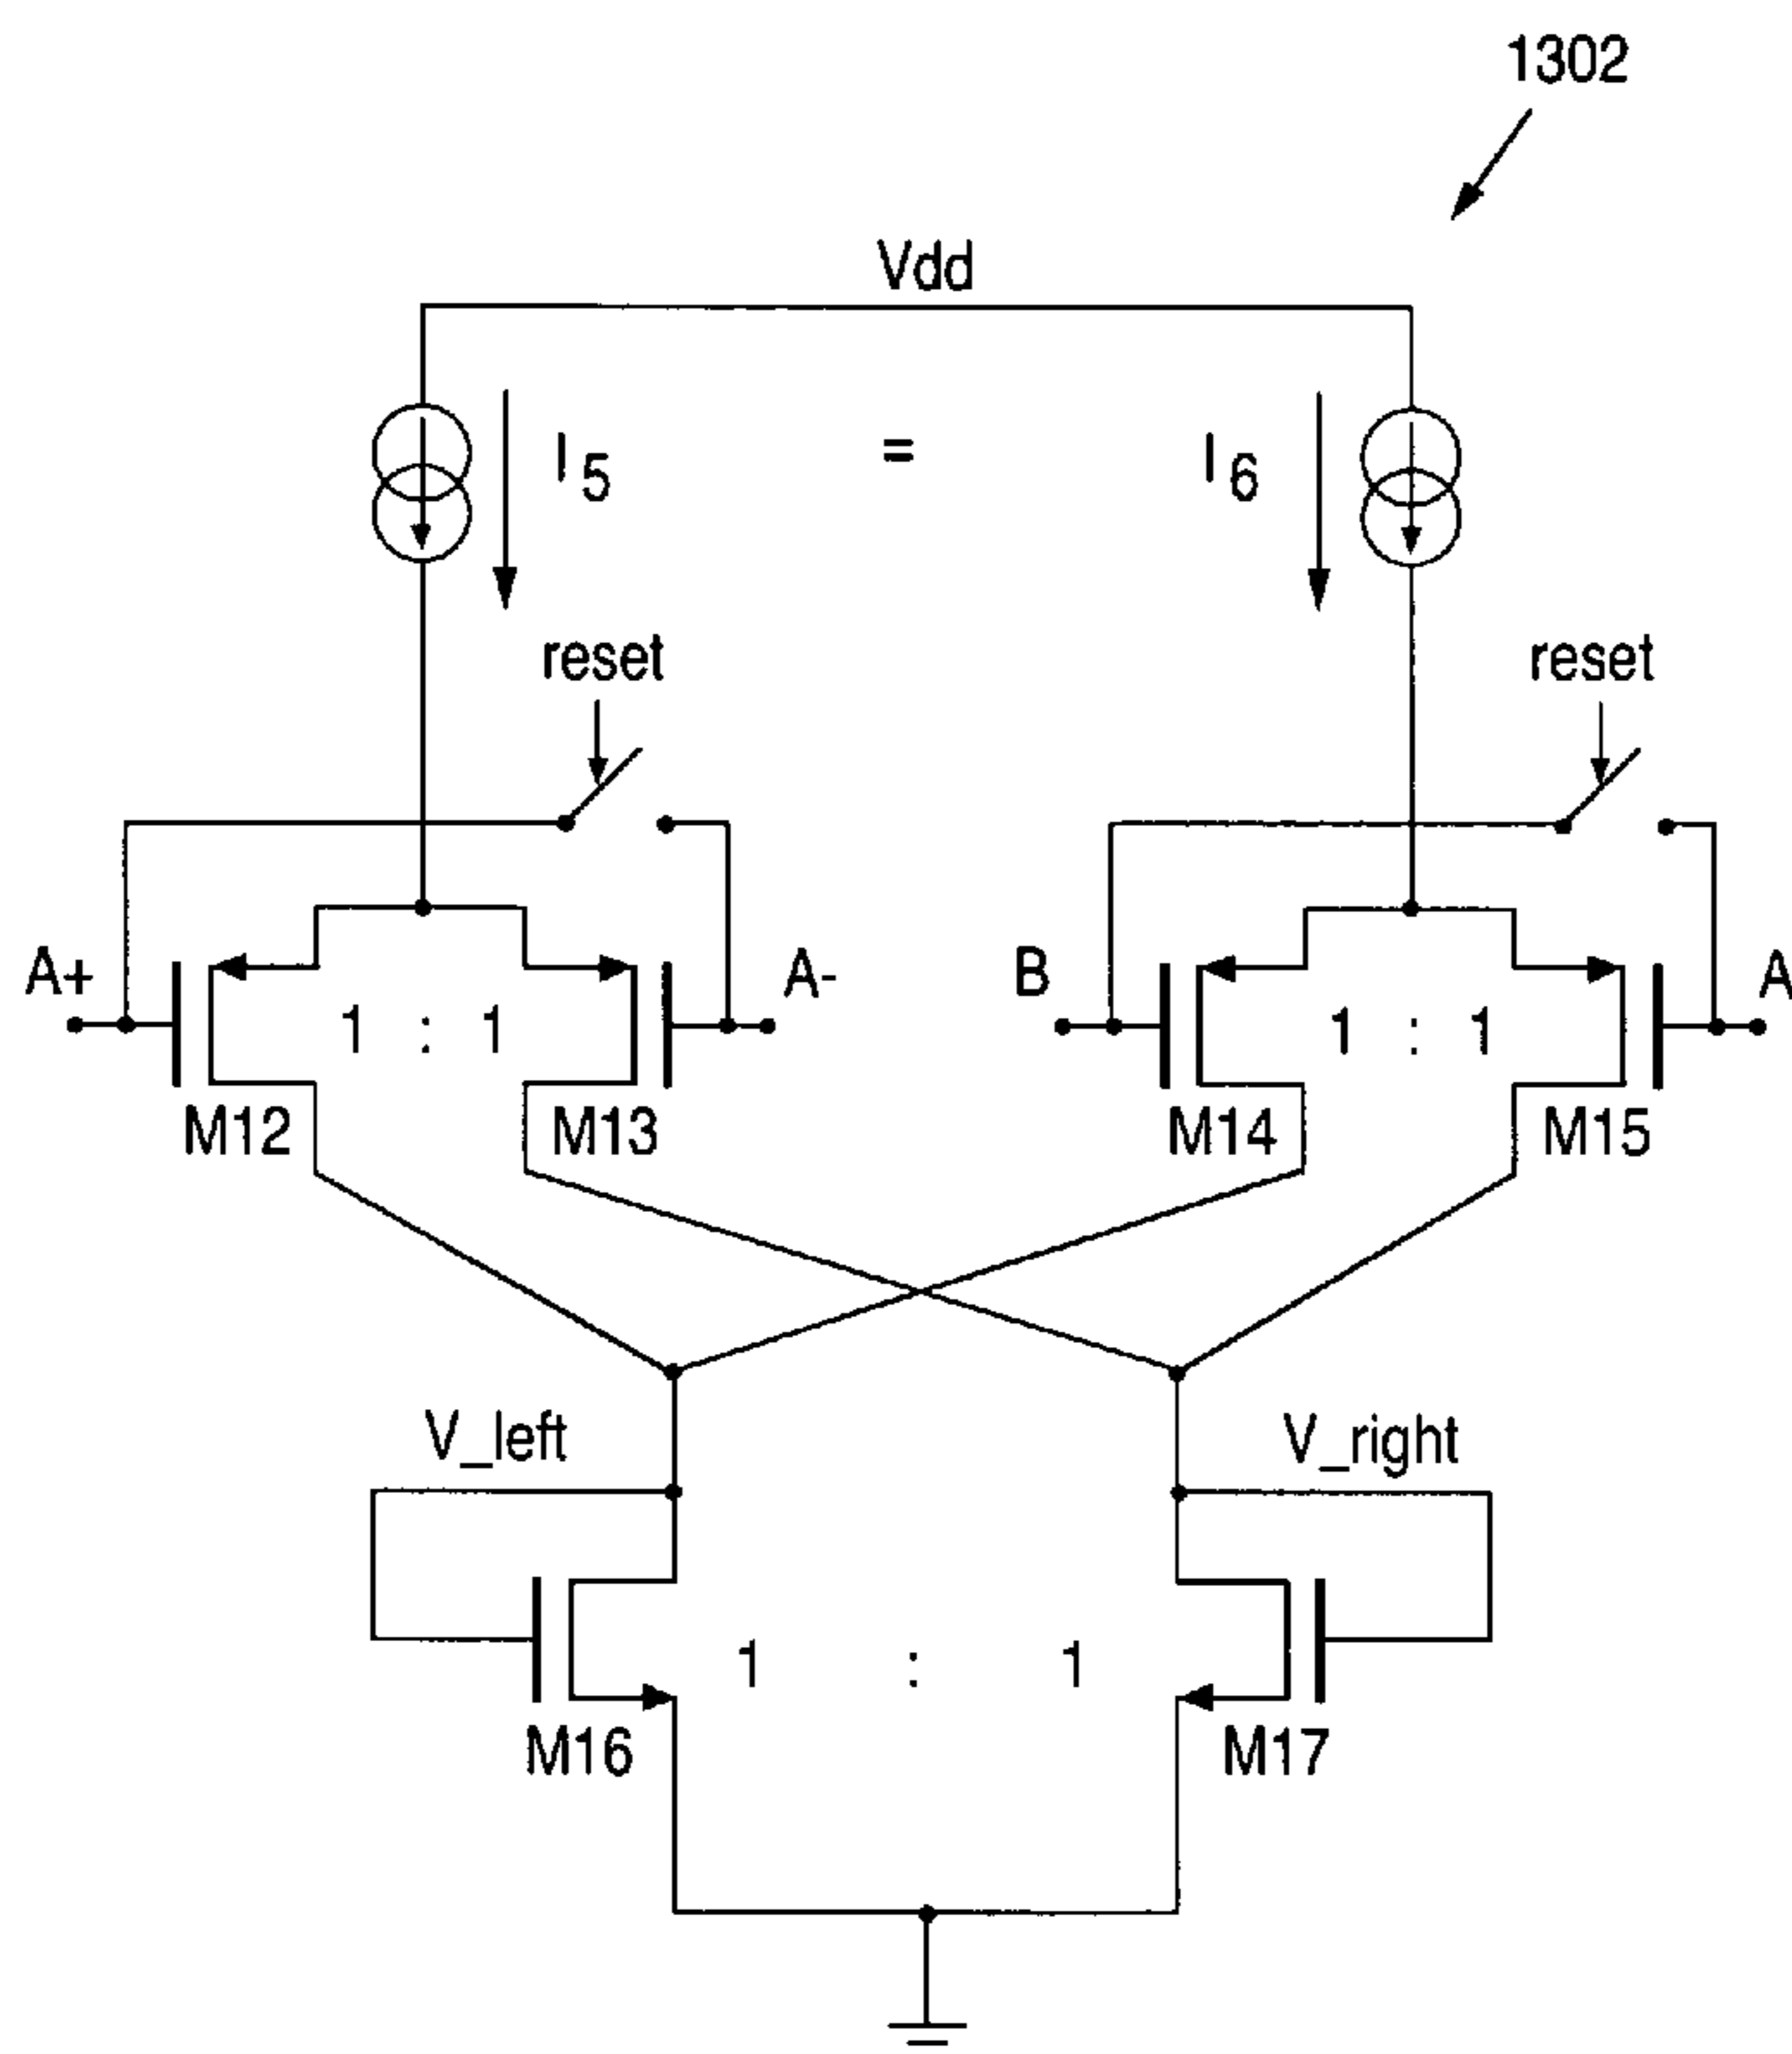 1302
Vdd
I5 = I6
reset reset
A+ A- B A
1 : 1 1 : 1
M12 M13 M14 M15
V_left V_right
1 : 1
M16 M17